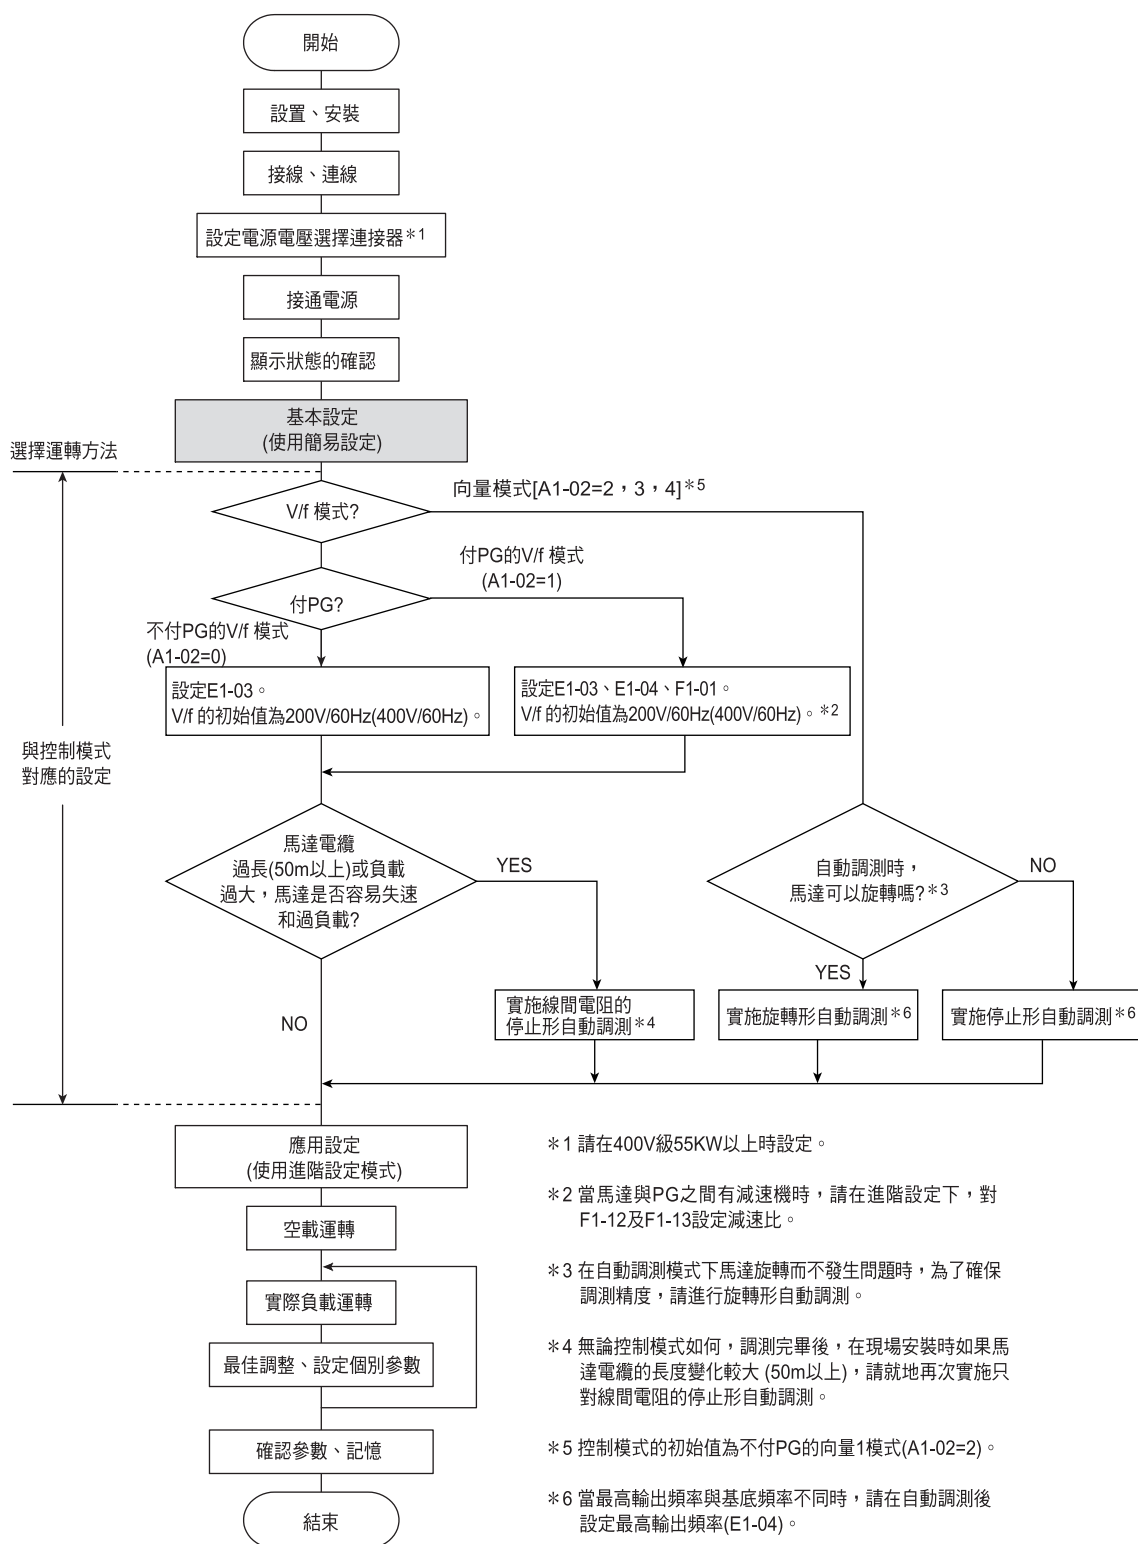 開始
設置、安裝
接線、連線
設定電源電壓選擇連接器＊1
接通電源
顯示狀態的確認
基本設定
(使用簡易設定)
選擇運轉方法
V/f 模式?
向量模式[A1-02=2，3，4]＊5
付PG的V/f 模式
(A1-02=1)
付PG?
不付PG的V/f 模式
(A1-02=0)
設定E1-03。
V/f 的初始值為200V/60Hz(400V/60Hz)。
設定E1-03、E1-04、F1-01。
V/f 的初始值為200V/60Hz(400V/60Hz)。＊2
與控制模式
對應的設定
馬達電纜
過長(50m以上)或負載
過大，馬達是否容易失速
和過負載?
YES
自動調測時，
馬達可以旋轉嗎?＊3
NO
YES
NO
實施線間電阻的
停止形自動調測＊4
實施旋轉形自動調測＊6
實施停止形自動調測＊6
應用設定
(使用進階設定模式)
空載運轉
實際負載運轉
最佳調整、設定個別參數
確認參數、記憶
結束
＊1 請在400V級55KW以上時設定。
＊2 當馬達與PG之間有減速機時，請在進階設定下，對
F1-12及F1-13設定減速比。
＊3 在自動調測模式下馬達旋轉而不發生問題時，為了確保
調測精度，請進行旋轉形自動調測。
＊4 無論控制模式如何，調測完畢後，在現場安裝時如果馬
達電纜的長度變化較大 (50m以上)，請就地再次實施只
對線間電阻的停止形自動調測。
＊5 控制模式的初始值為不付PG的向量1模式(A1-02=2)。
＊6 當最高輸出頻率與基底頻率不同時，請在自動調測後
設定最高輸出頻率(E1-04)。